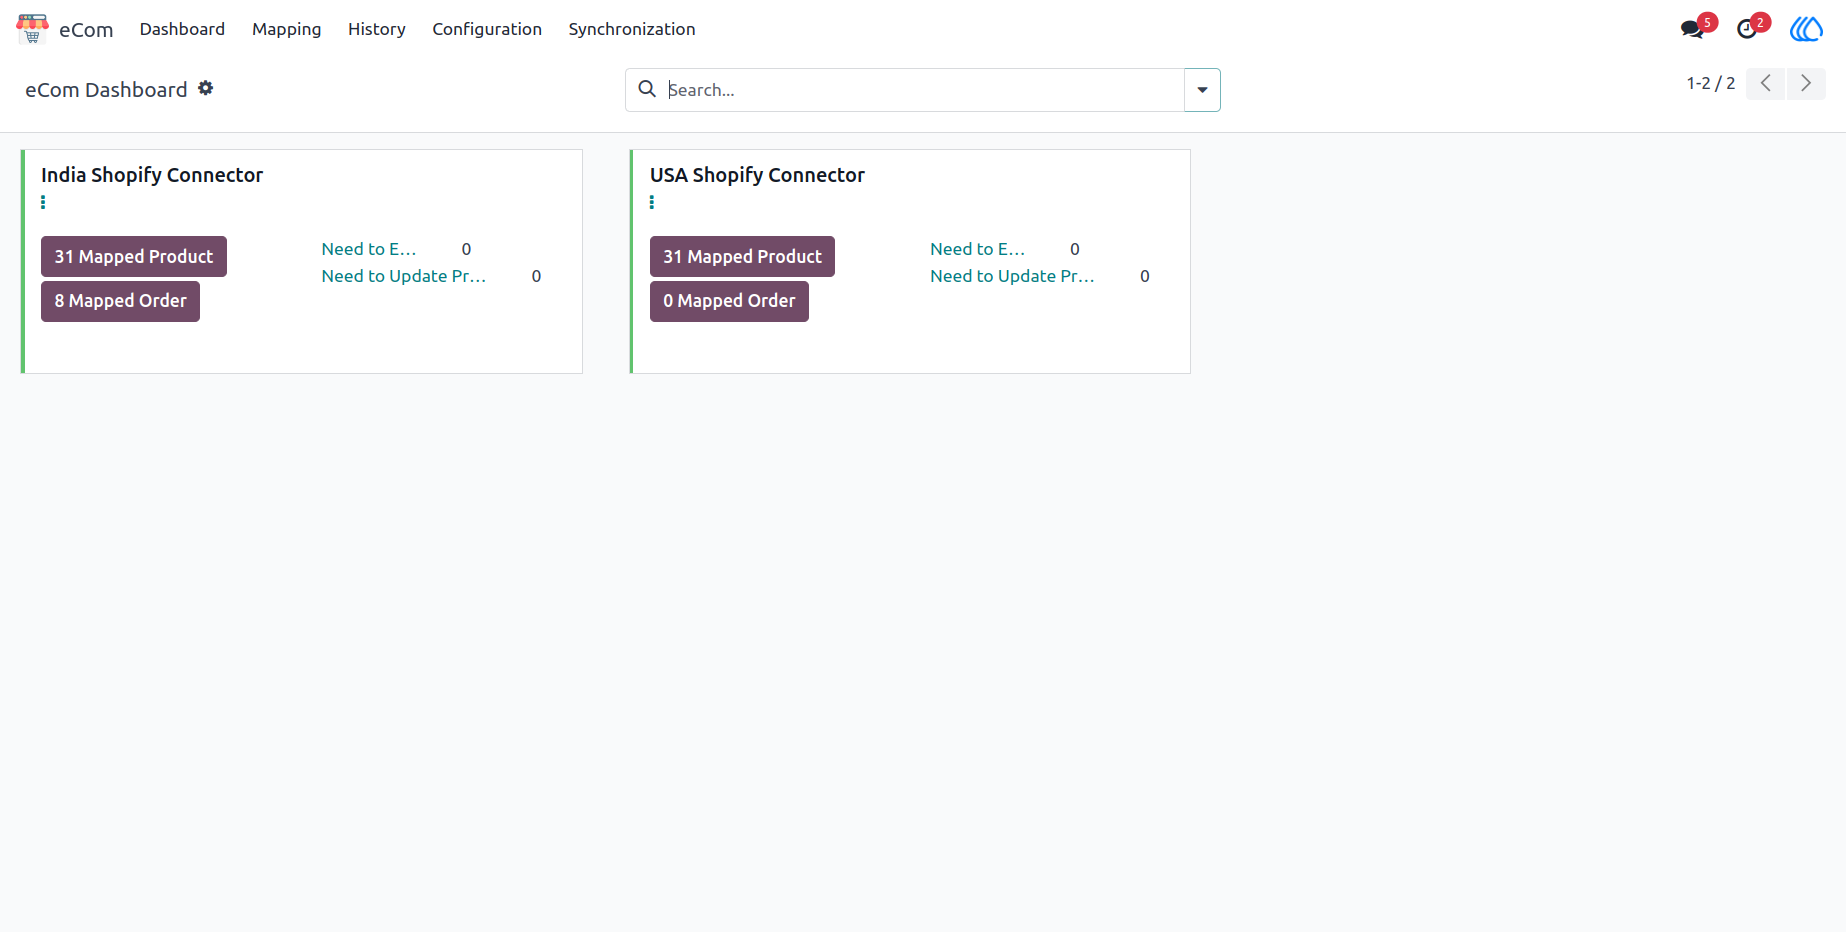 eCom Dashboard Mapping History Configuration Synchronization 5 2
eCom Dashboard Search... 1-2 / 2
India Shopify Connector
31 Mapped Product Need to E... 0
Need to Update Pr... 0
8 Mapped Order
USA Shopify Connector
31 Mapped Product Need to E... 0
Need to Update Pr... 0
0 Mapped Order